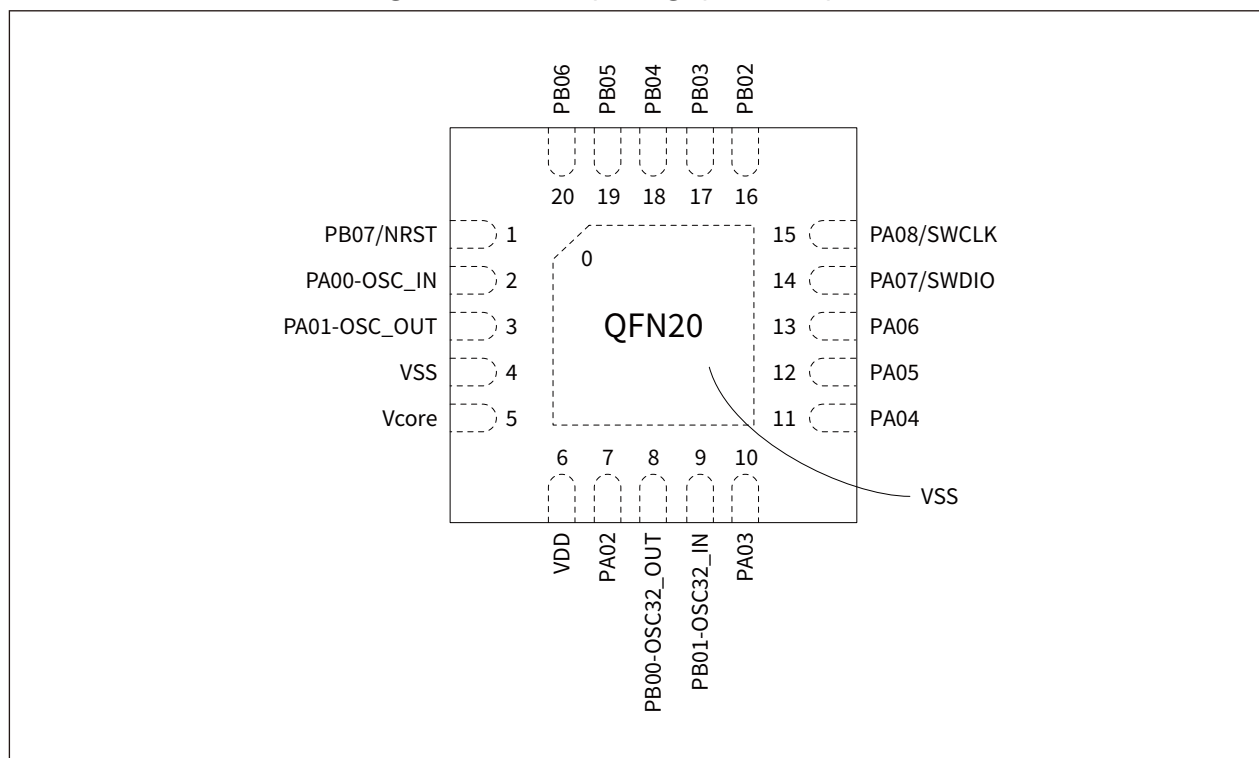 PB06
PB05
PB04
PB03
PB02
20 19 18 17 16
PB07/NRST 1
PA00-OSC_IN 2
PA01-OSC_OUT 3
VSS 4
Vcore 5
0
QFN20
15 PA08/SWCLK
14 PA07/SWDIO
13 PA06
12 PA05
11 PA04
6 7 8 9 10
VSS
VDD
PA02
PB00-OSC32_OUT
PB01-OSC32_IN
PA03